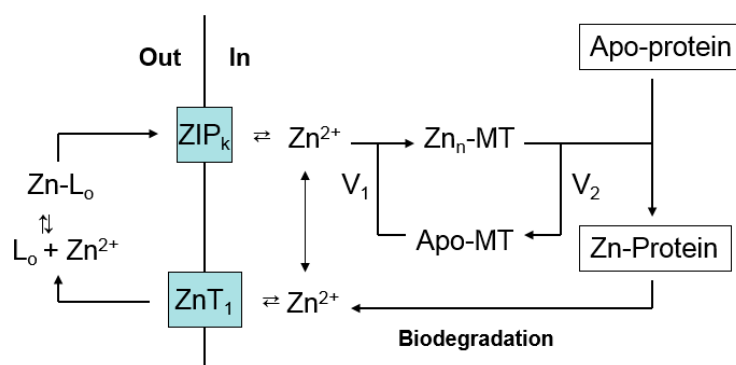 Apo-protein
Out In
ZIPₖ ⇄ Zn²⁺ Znₙ-MT
Zn-Lₒ V₁ V₂
Apo-MT
Lₒ + Zn²⁺ Zn-Protein
ZnT₁ ⇄ Zn²⁺
Biodegradation